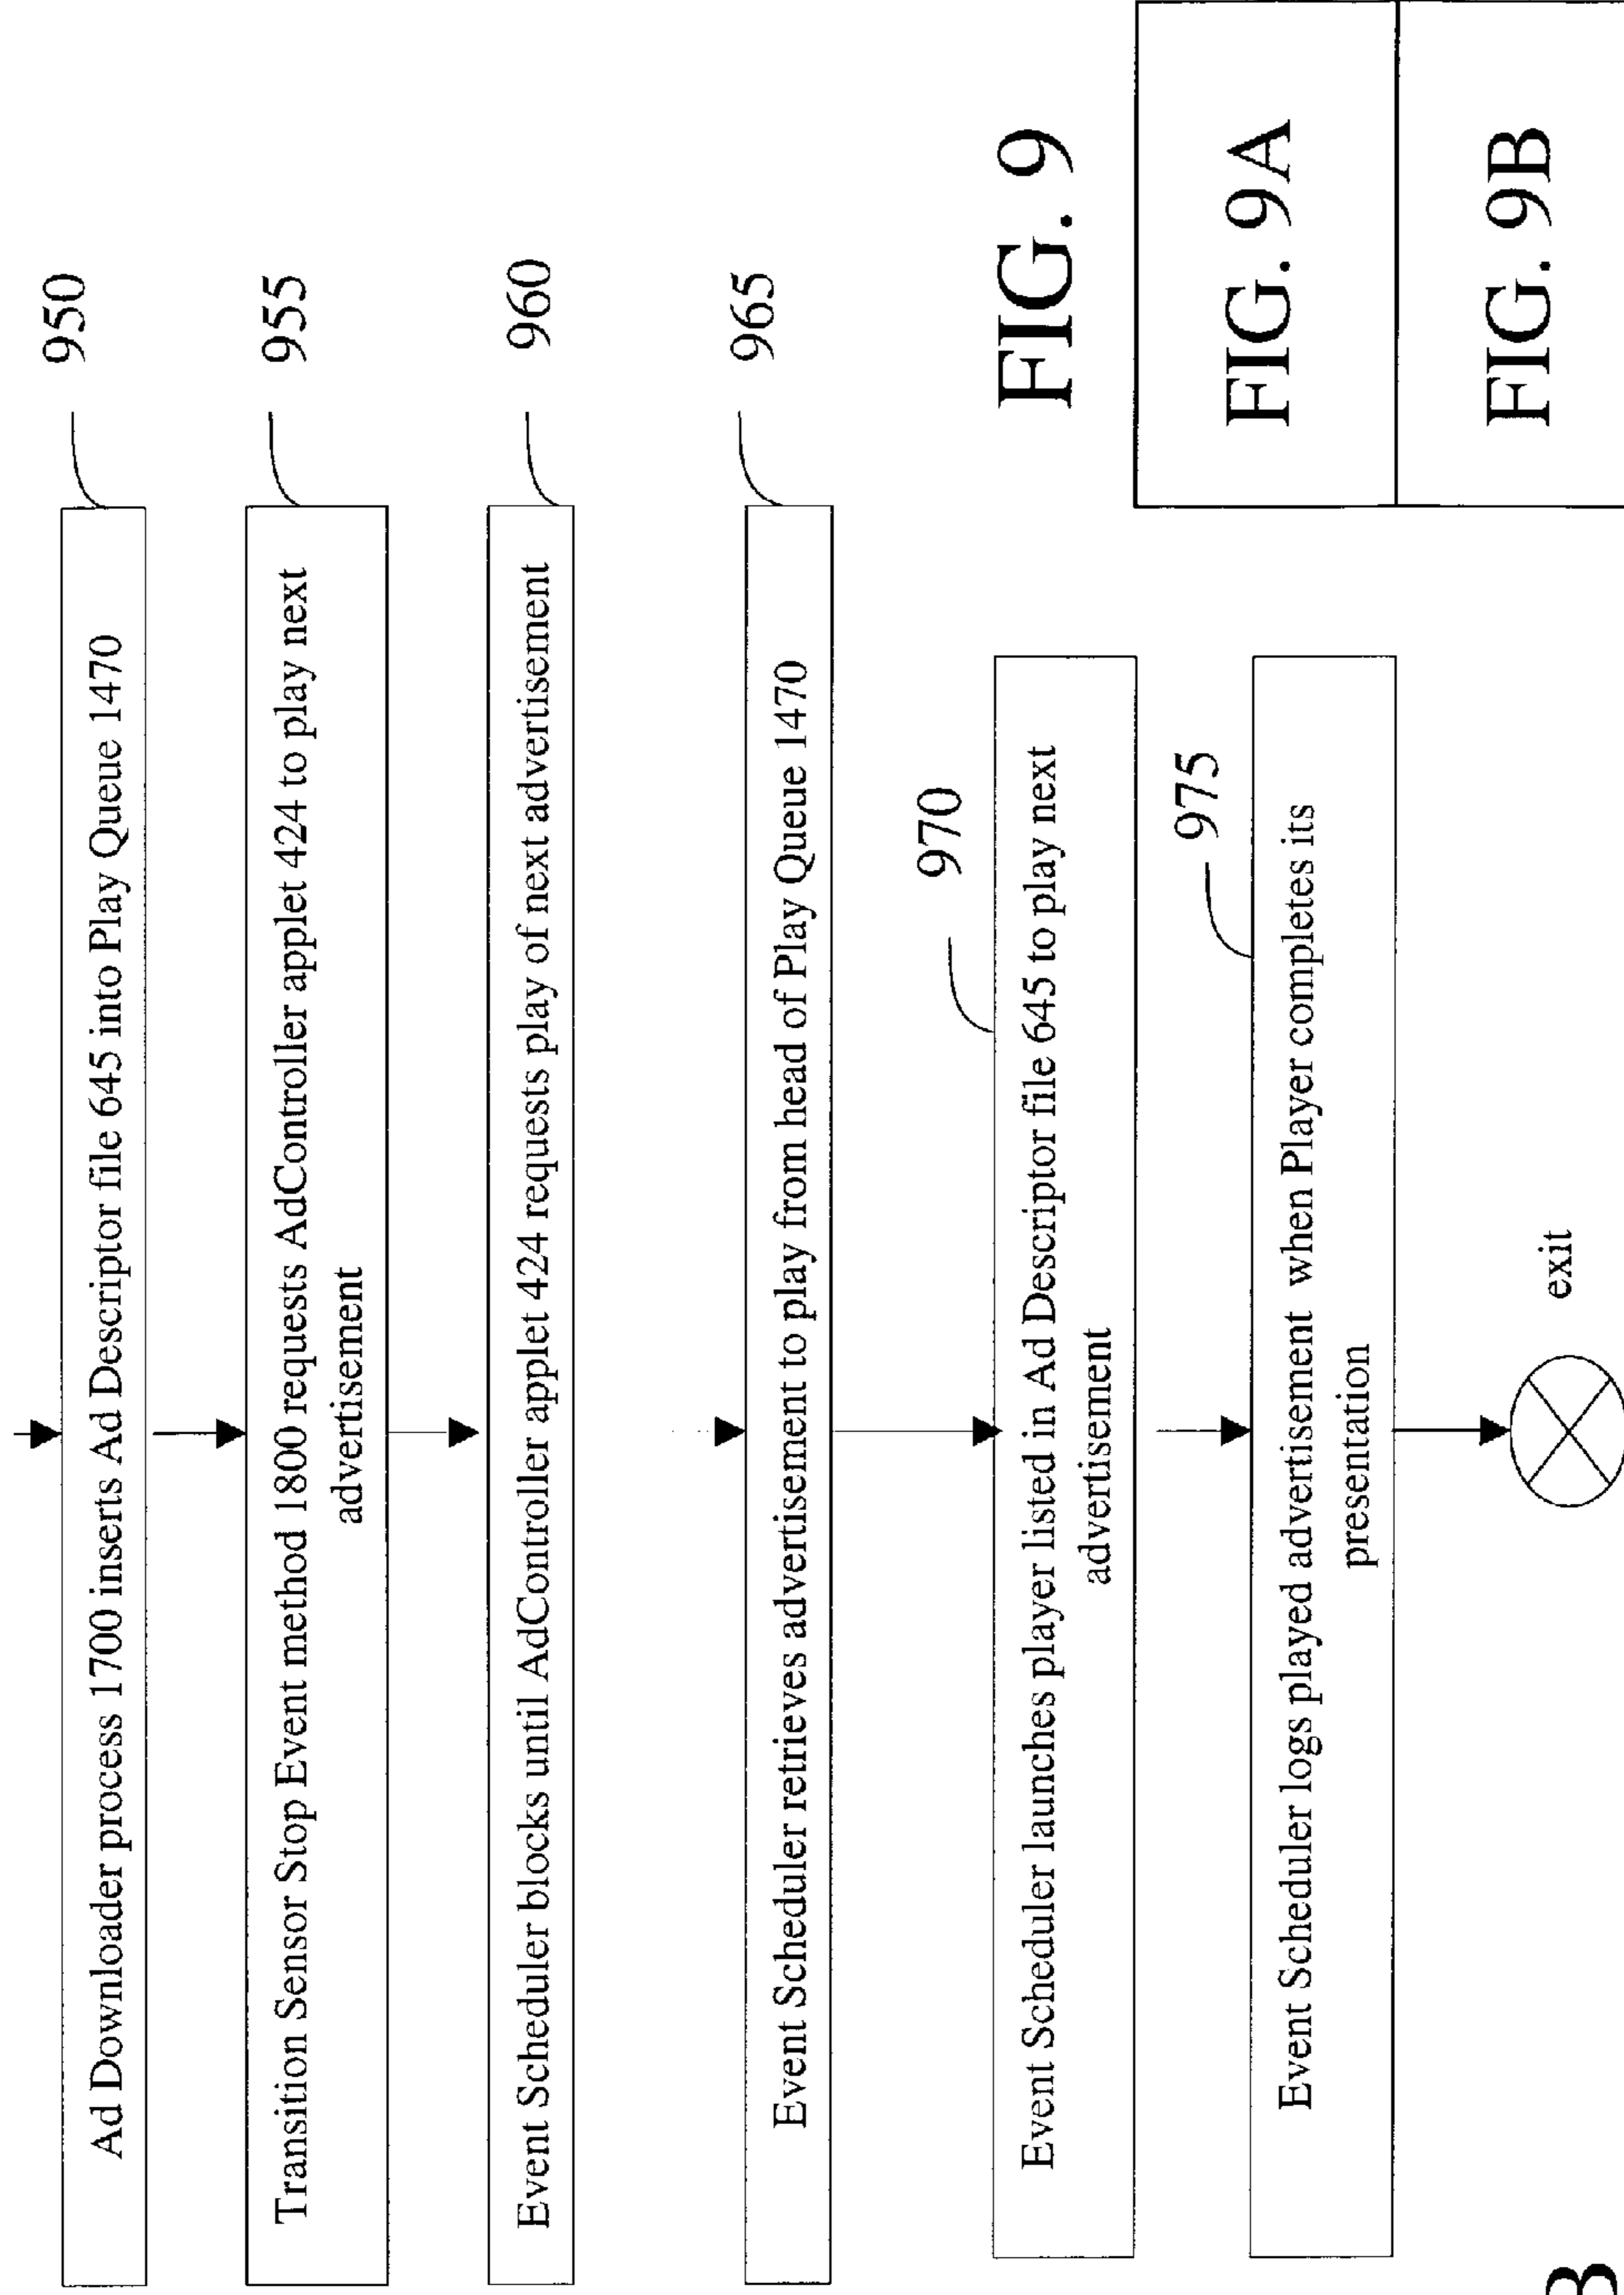 950
Ad Downloader process 1700 inserts Ad Descriptor file 645 into Play Queue 1470
955
Transition Sensor Stop Event method 1800 requests AdController applet 424 to play next
advertisement
960
Event Scheduler blocks until AdController applet 424 requests play of next advertisement
965
Event Scheduler retrieves advertisement to play from head of Play Queue 1470
970
Event Scheduler launches player listed in Ad Descriptor file 645 to play next
advertisement
975
Event Scheduler logs played advertisement when Player completes its
presentation
exit
FIG. 9
FIG. 9A
FIG. 9B